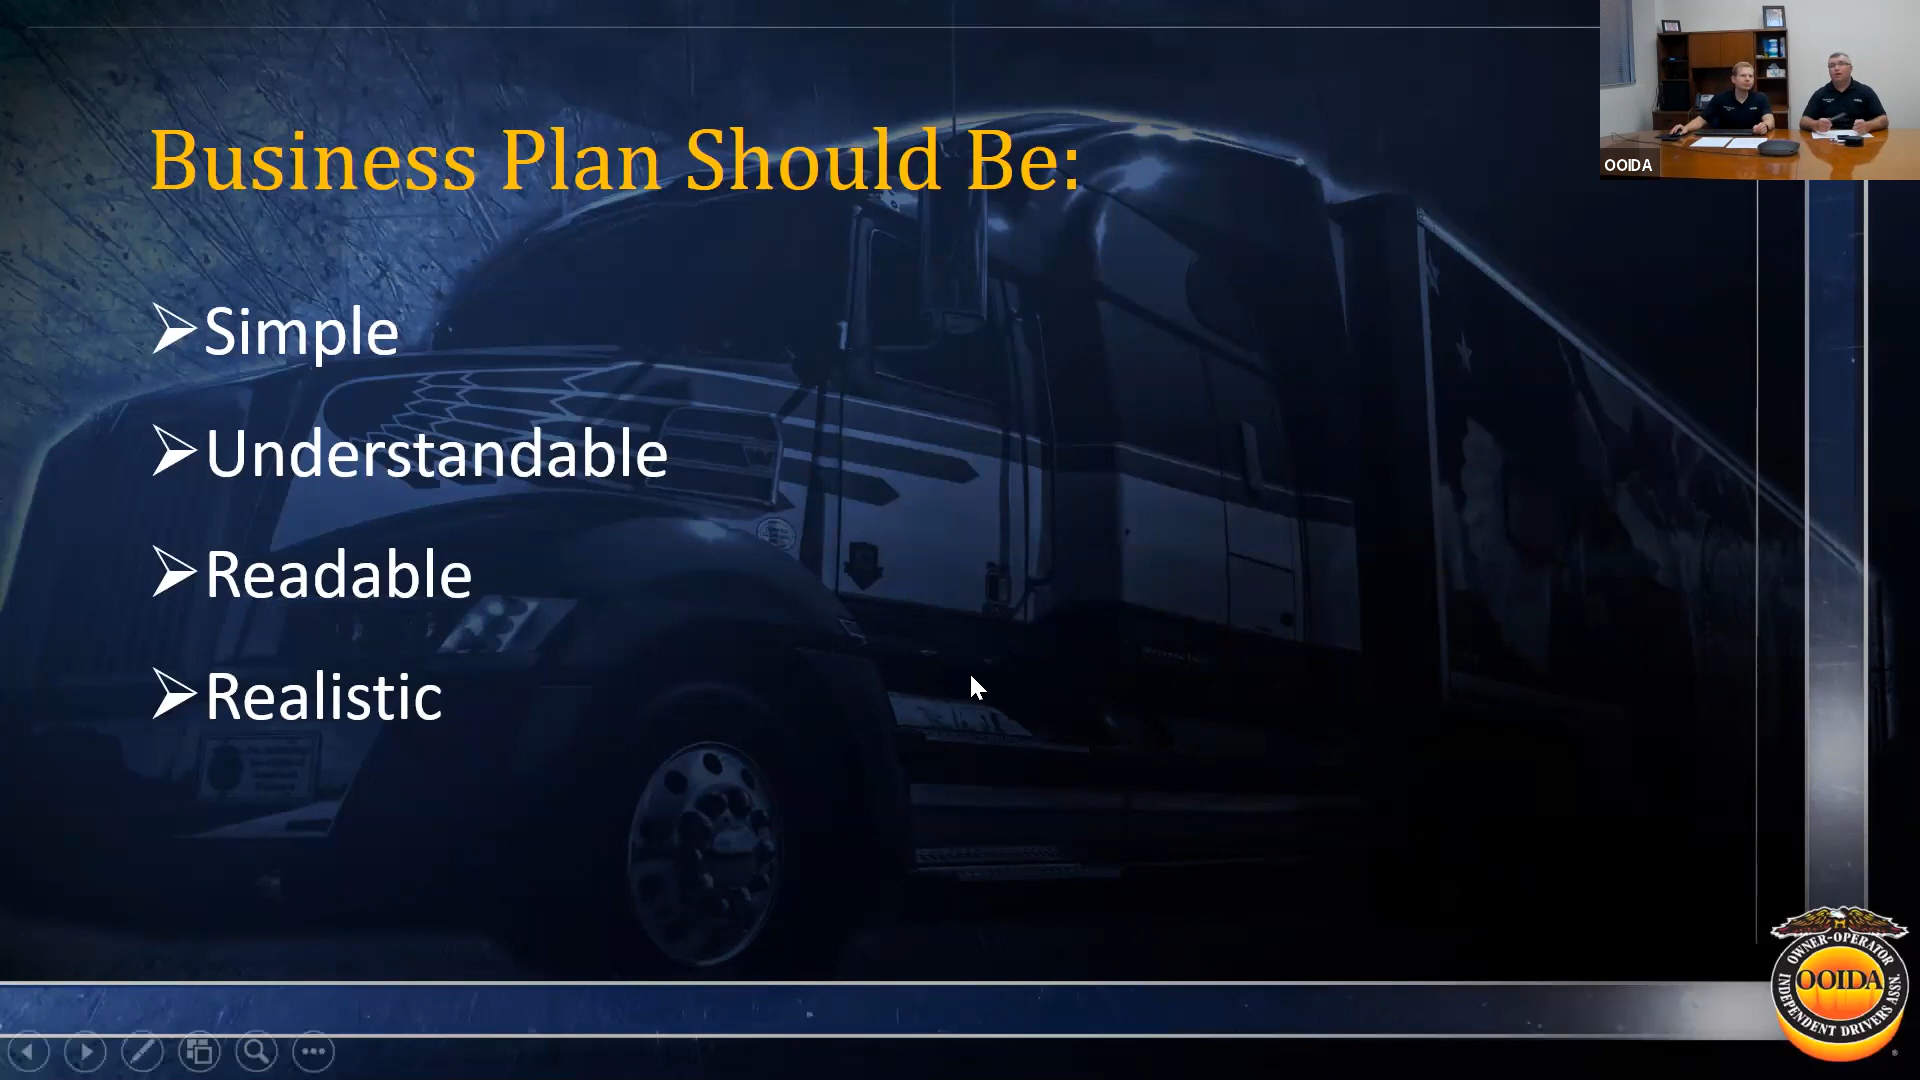 Business Plan Should Be:
OOIDA
Simple
Understandable
Readable
Realistic
OWNER-OPERATOR
OOIDA
INDEPENDENT DRIVERS ASSN.
®